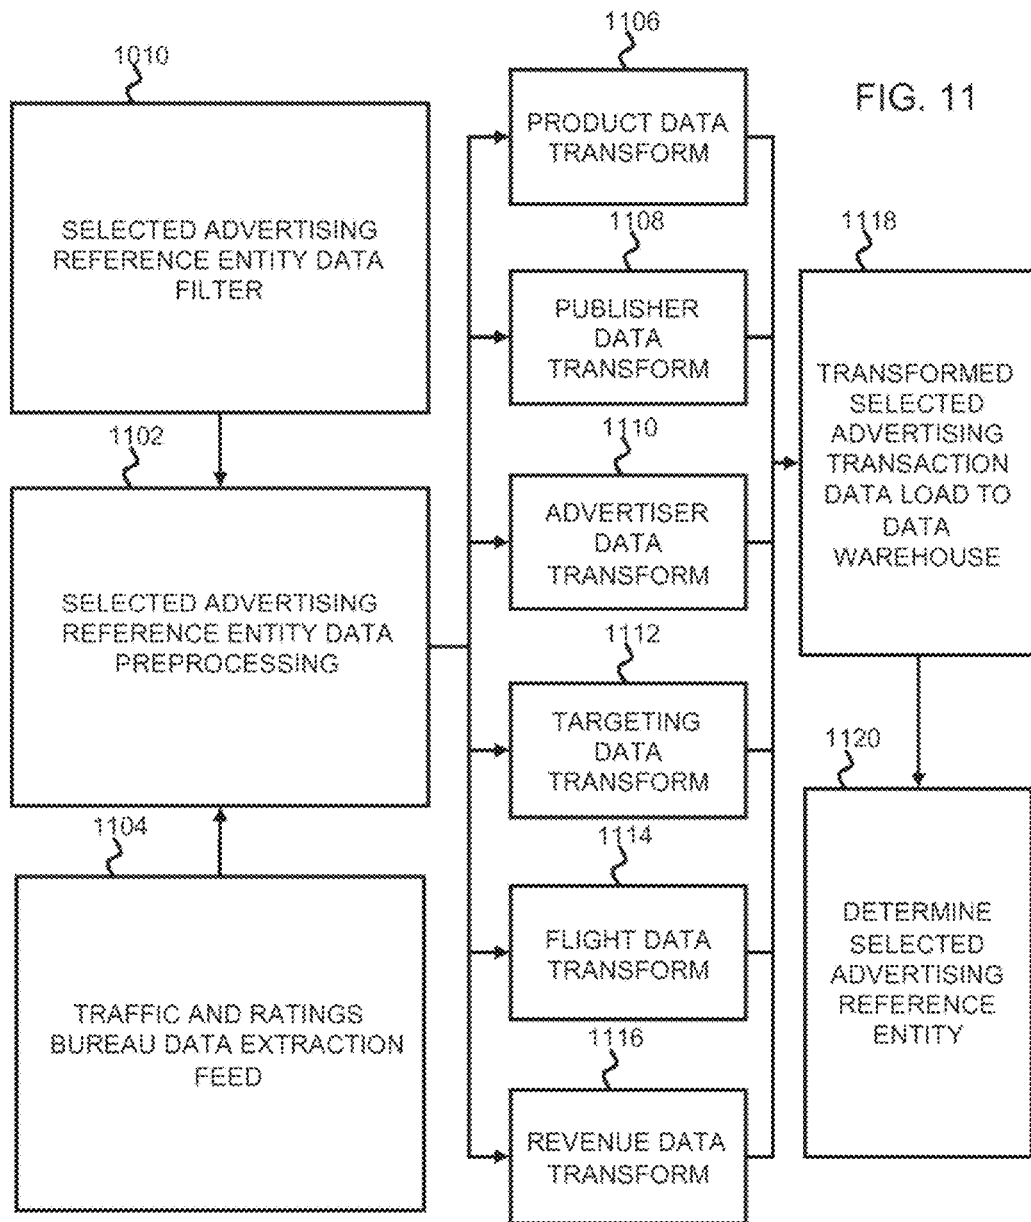 FIG. 11
1010
SELECTED ADVERTISING
REFERENCE ENTITY DATA
FILTER
1102
SELECTED ADVERTISING
REFERENCE ENTITY DATA
PREPROCESSING
1104
TRAFFIC AND RATINGS
BUREAU DATA EXTRACTION
FEED
1106
PRODUCT DATA
TRANSFORM
1108
PUBLISHER
DATA
TRANSFORM
1110
ADVERTISER
DATA
TRANSFORM
1112
TARGETING
DATA
TRANSFORM
1114
FLIGHT DATA
TRANSFORM
1116
REVENUE DATA
TRANSFORM
1118
TRANSFORMED
SELECTED
ADVERTISING
TRANSACTION
DATA LOAD TO
DATA
WAREHOUSE
1120
DETERMINE
SELECTED
ADVERTISING
REFERENCE
ENTITY